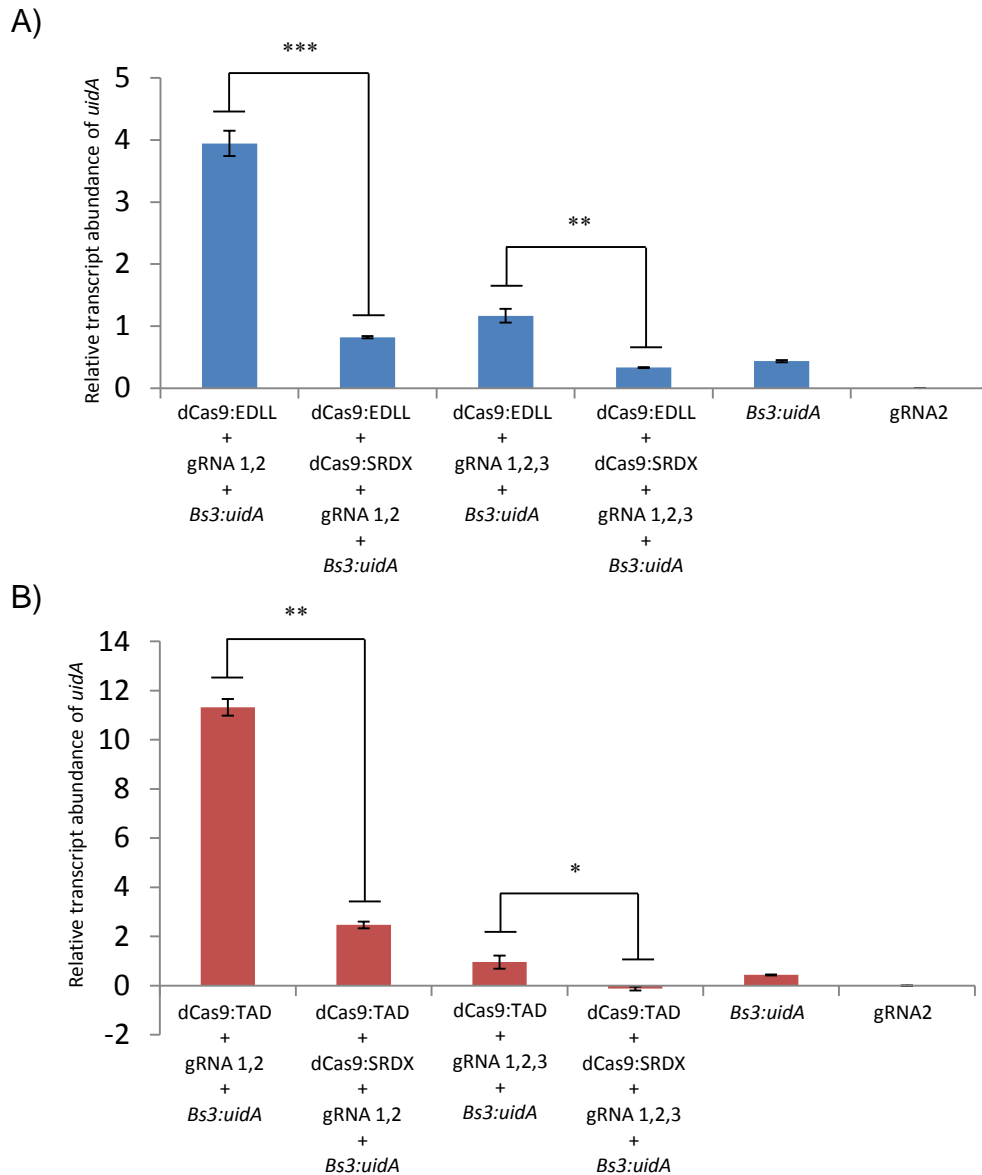 A)
***
**
Relative transcript abundance of uidA
5
4
3
2
1
0
dCas9:EDLL
+
gRNA 1,2
+
Bs3:uidA
dCas9:EDLL
+
dCas9:SRDX
+
gRNA 1,2
+
Bs3:uidA
dCas9:EDLL
+
gRNA 1,2,3
+
Bs3:uidA
dCas9:EDLL
+
dCas9:SRDX
+
gRNA 1,2,3
+
Bs3:uidA
Bs3:uidA
gRNA2
B)
**
*
Relative transcript abundance of uidA
14
12
10
8
6
4
2
0
-2
dCas9:TAD
+
gRNA 1,2
+
Bs3:uidA
dCas9:TAD
+
dCas9:SRDX
+
gRNA 1,2
+
Bs3:uidA
dCas9:TAD
+
gRNA 1,2,3
+
Bs3:uidA
dCas9:TAD
+
dCas9:SRDX
+
gRNA 1,2,3
+
Bs3:uidA
Bs3:uidA
gRNA2